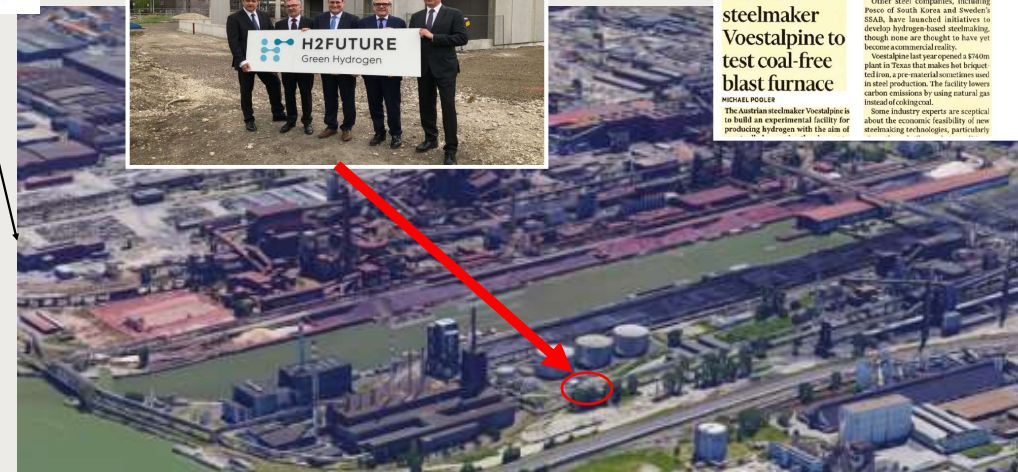 H2FUTURE
Green Hydrogen
steelmaker
Voestalpine to
test coal-free
blast furnace
MICHAEL POOLER
The Austrian steelmaker Voestalpine is
to build an experimental facility for
producing hydrogen with the aim of
Other steel companies, including
Posco of South Korea and Sweden's
SSAB, have launched initiatives to
develop hydrogen-based steelmaking,
though none are thought to have yet
become a commercial reality.
Voestalpine last year opened a $740m
plant in Texas that makes hot briquet-
ted iron, a pre-material sometimes used
in steel production. The facility lowers
carbon emissions by using natural gas
instead of coking coal.
Some industry experts are sceptical
about the economic feasibility of new
steelmaking technologies, particularly